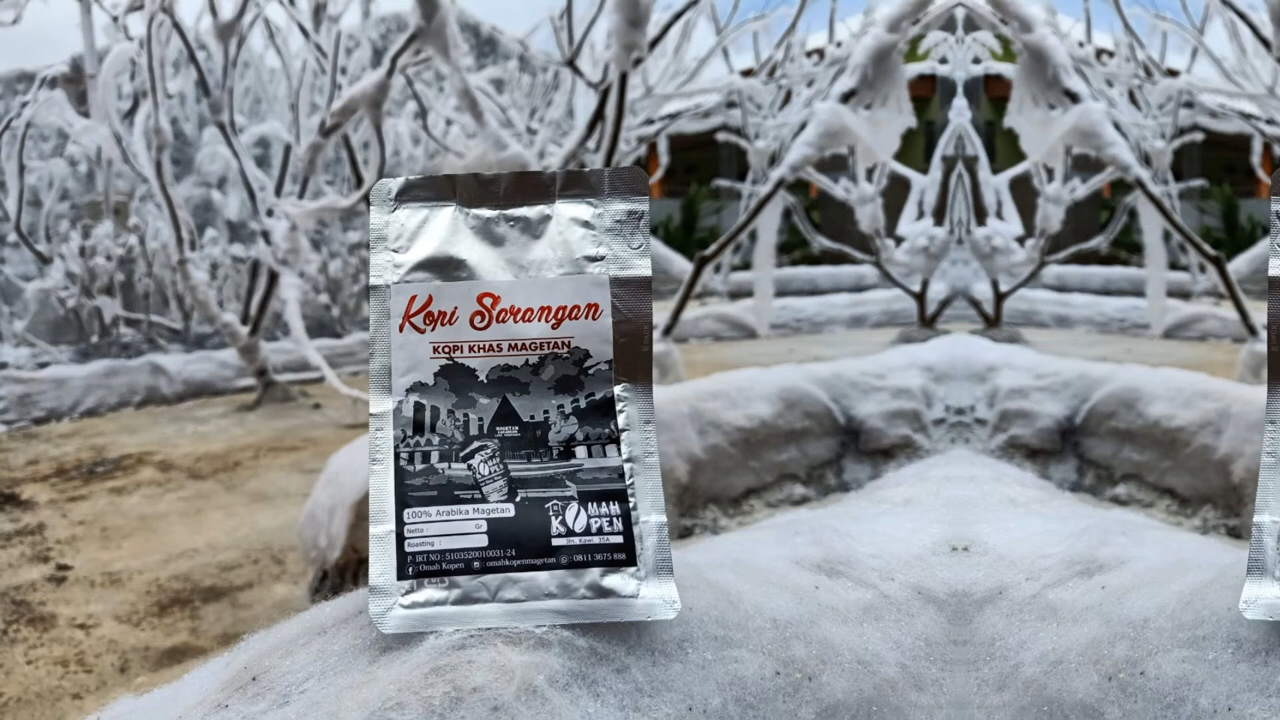 Kopi Sarangan
KOPI KHAS MAGETAN
MAGETAN
100% Arabika Magetan
Netto : Gr
Roasting :
OMAH
KOPEN
Jln. Kawi. 35A
P- IRT NO : 5103520010031-24
: Omah Kopen : omahkopenmagetan : 0811 3675 888